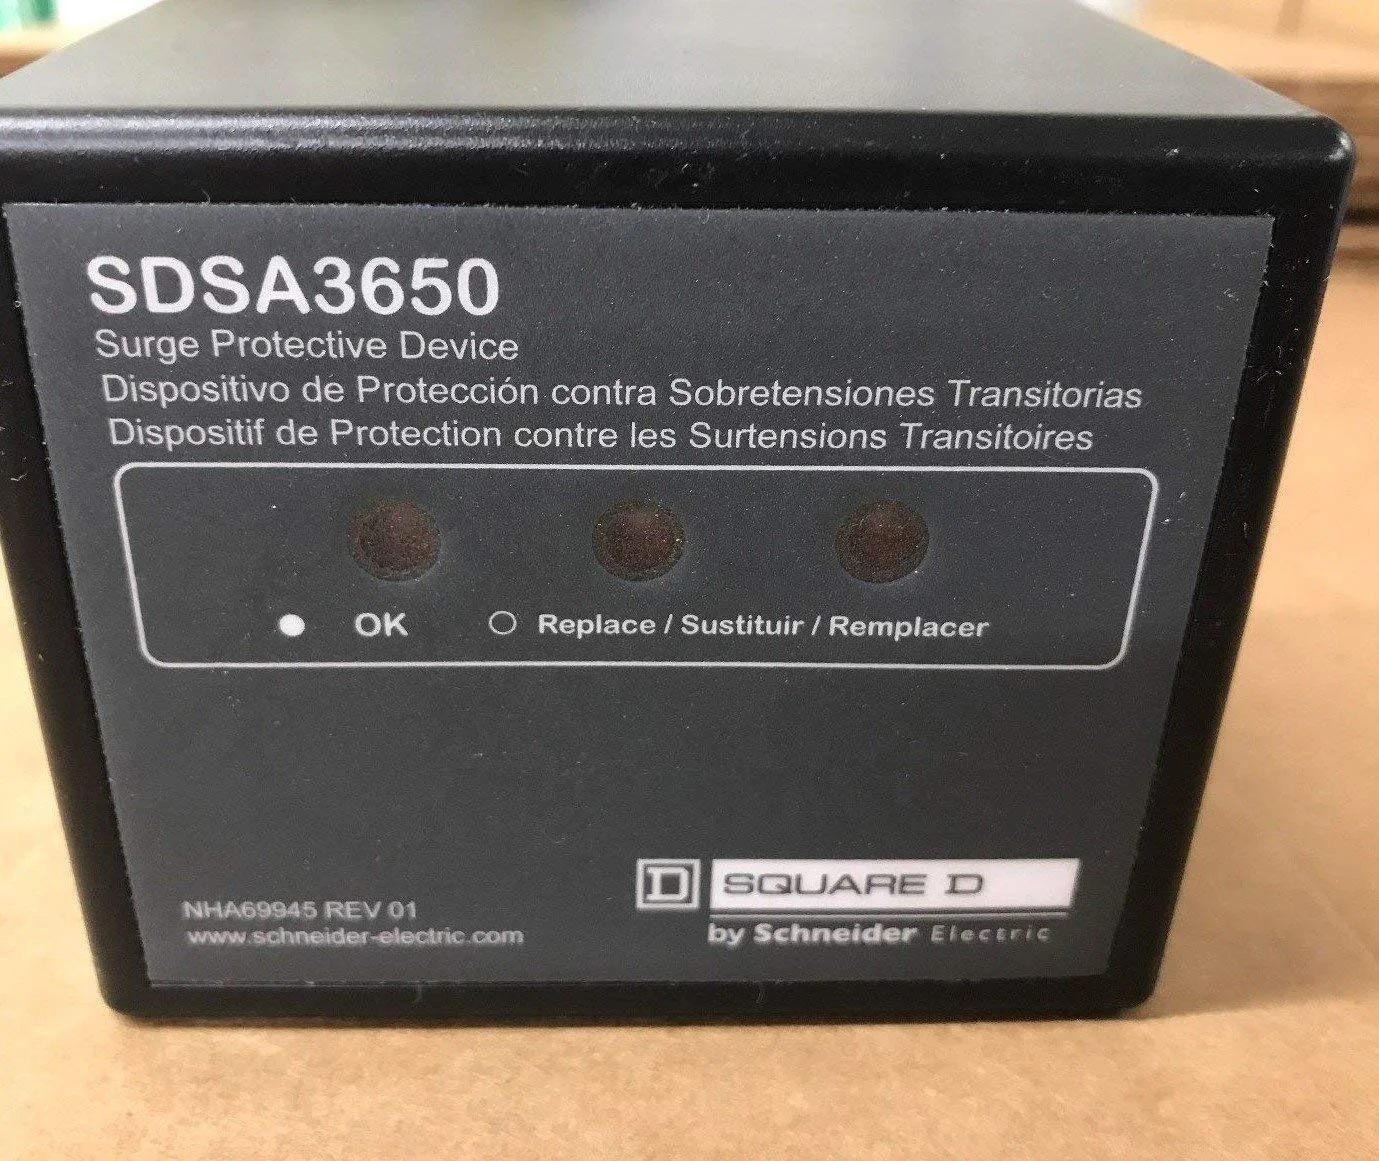 SDSA3650
Surge Protective Device
Dispositivo de Protección contra Sobretensiones Transitorias
Dispositif de Protection contre les Surtensions Transitoires
OK Replace / Sustituir / Remplacer
NHA69945 REV 01
www.schneider-electric.com
D SQUARE D
by Schneider Electric